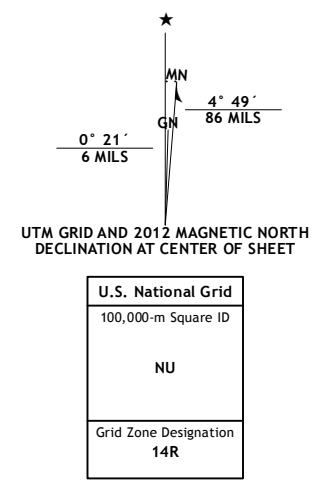 ★
MN
4° 49´
86 MILS
GN
0° 21´
6 MILS
UTM GRID AND 2012 MAGNETIC NORTH
DECLINATION AT CENTER OF SHEET
U.S. National Grid
100,000-m Square ID
NU
Grid Zone Designation
14R